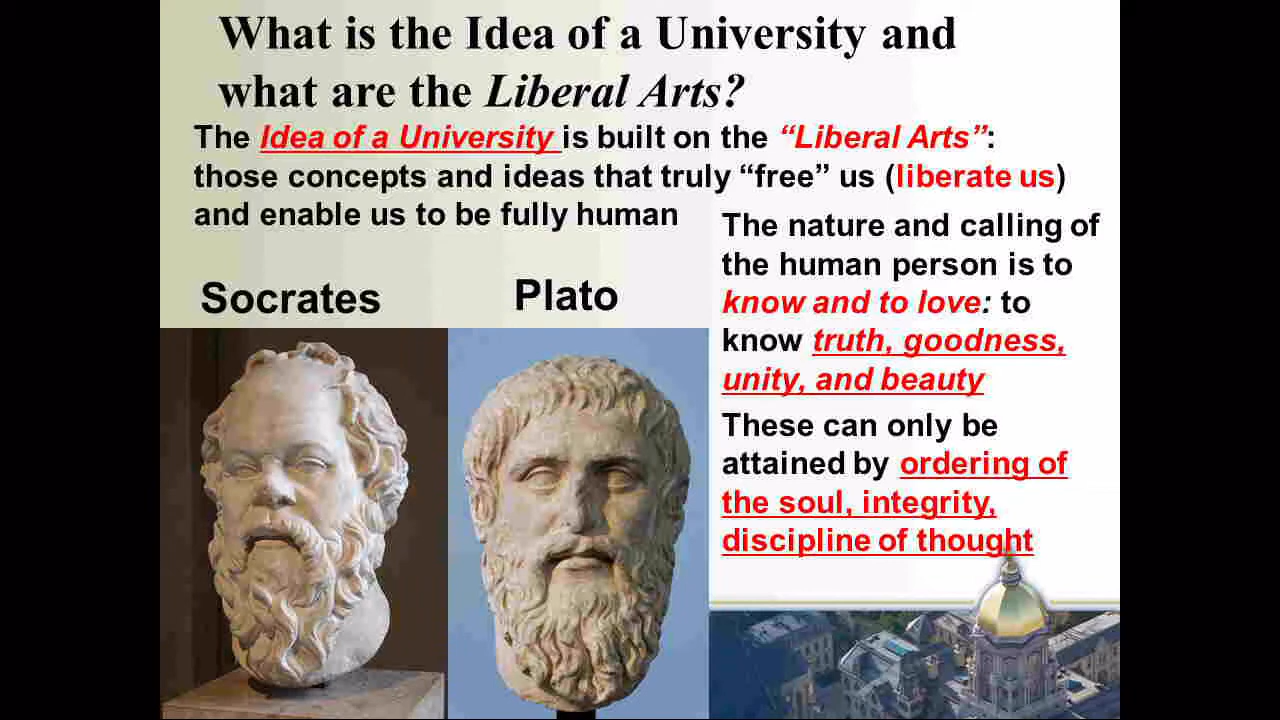 What is the Idea of a University and
what are the Liberal Arts?
The Idea of a University is built on the “Liberal Arts”:
those concepts and ideas that truly “free” us (liberate us)
and enable us to be fully human
Socrates
Plato
The nature and calling of
the human person is to
know and to love: to
know truth, goodness,
unity, and beauty
These can only be
attained by ordering of
the soul, integrity,
discipline of thought